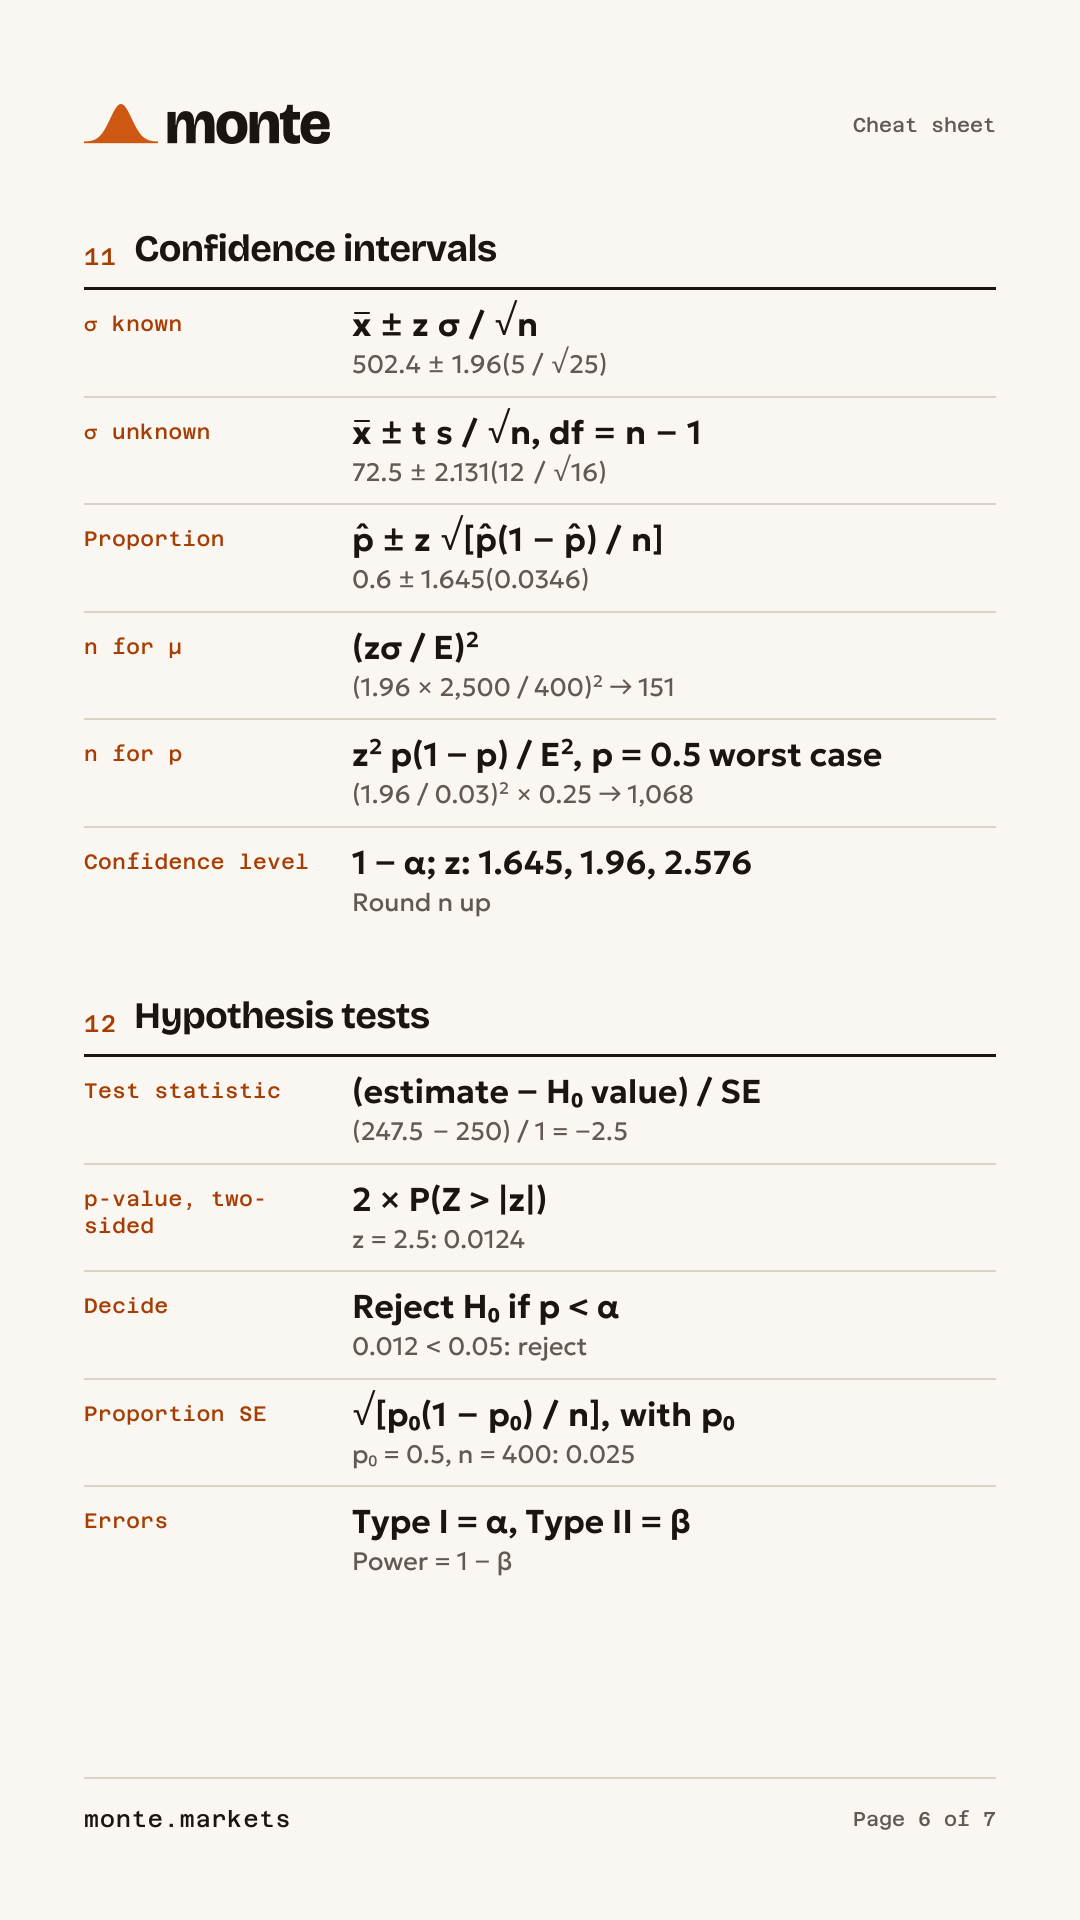 monte
Cheat sheet
11 Confidence intervals
σ known
x̄ ± z σ / √n
502.4 ± 1.96(5 / √25)
σ unknown
x̄ ± t s / √n, df = n − 1
72.5 ± 2.131(12 / √16)
Proportion
p̂ ± z √[p̂(1 − p̂) / n]
0.6 ± 1.645(0.0346)
n for μ
(zσ / E)²
(1.96 × 2,500 / 400)² → 151
n for p
z² p(1 − p) / E², p = 0.5 worst case
(1.96 / 0.03)² × 0.25 → 1,068
Confidence level
1 − α; z: 1.645, 1.96, 2.576
Round n up
12 Hypothesis tests
Test statistic
(estimate − H₀ value) / SE
(247.5 − 250) / 1 = −2.5
p-value, two-
sided
2 × P(Z > |z|)
z = 2.5: 0.0124
Decide
Reject H₀ if p < α
0.012 < 0.05: reject
Proportion SE
√[p₀(1 − p₀) / n], with p₀
p₀ = 0.5, n = 400: 0.025
Errors
Type I = α, Type II = β
Power = 1 − β
monte.markets
Page 6 of 7